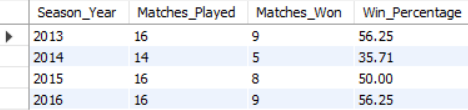 Season_Year Matches_Played Matches_Won Win_Percentage
2013 16 9 56.25
2014 14 5 35.71
2015 16 8 50.00
2016 16 9 56.25